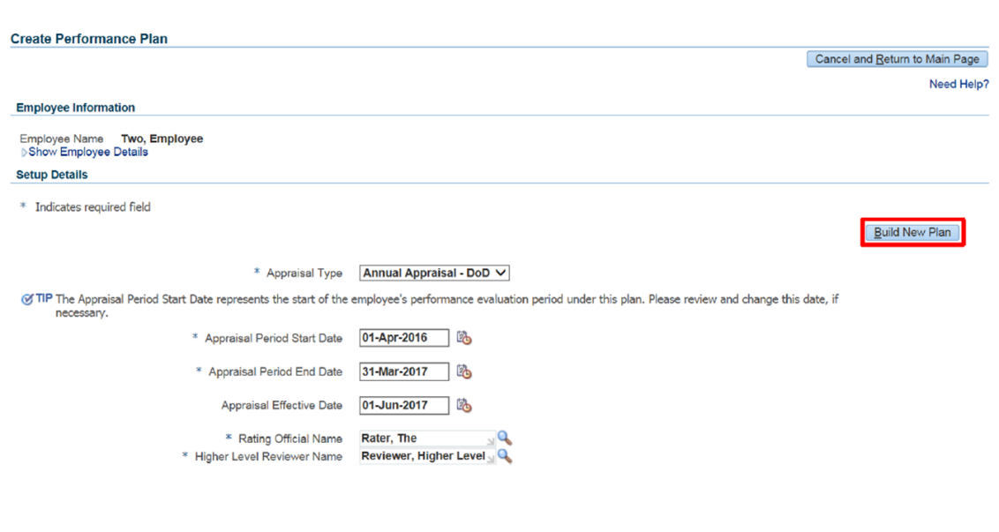 Create Performance Plan
Cancel and Return to Main Page
Need Help?
Employee Information
Employee Name Two, Employee
Show Employee Details
Setup Details
* Indicates required field
Build New Plan
* Appraisal Type Annual Appraisal - DoD
TIP The Appraisal Period Start Date represents the start of the employee's performance evaluation period under this plan. Please review and change this date, if
necessary.
* Appraisal Period Start Date 01-Apr-2016
* Appraisal Period End Date 31-Mar-2017
Appraisal Effective Date 01-Jun-2017
* Rating Official Name Rater, The
* Higher Level Reviewer Name Reviewer, Higher Level